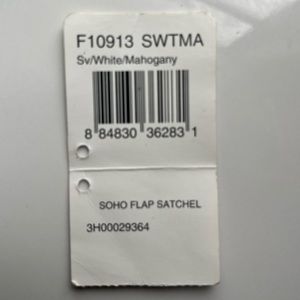 F10913 SWTMA
Sv/White/Mahogany
8 84830 36283 1
SOHO FLAP SATCHEL
3H00029364